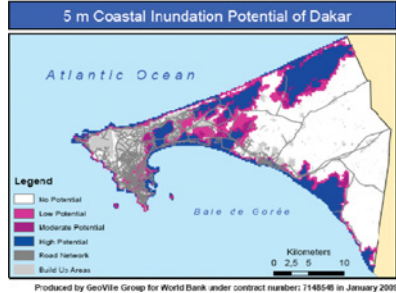 5 m Coastal Inundation Potential of Dakar
Atlantic Ocean
Baie de Gorée
Legend
No Potential
Low Potential
Moderate Potential
High Potential
Road Network
Build Up Areas
Kilometers
0 2,5 5 10
Produced by GeoVille Group for World Bank under contract number: 7148546 in January 2009